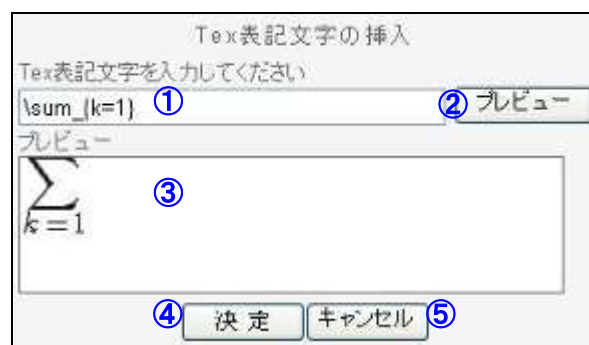 Tex表記文字の挿入
Tex表記文字を入力してください
\sum_{k=1} ① ② プレビュー
プレビュー
∑
k=1
③
④ 決定 キャンセル ⑤